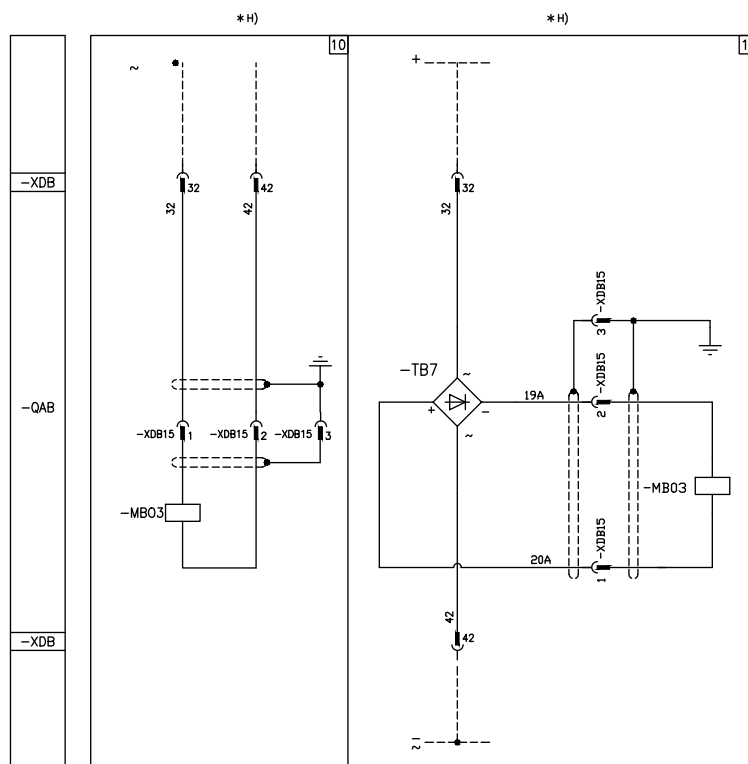 *H)
*H)
10
1
~
+
-XDB
32
42
32
32
42
32
-XDB15
3
-TB7
~
+
-
~
19A
-XDB15
2
-QAB
-XDB15
1
-XDB15
2
-XDB15
3
-MB03
-MB03
20A
-XDB15
1
-XDB
42
42
~